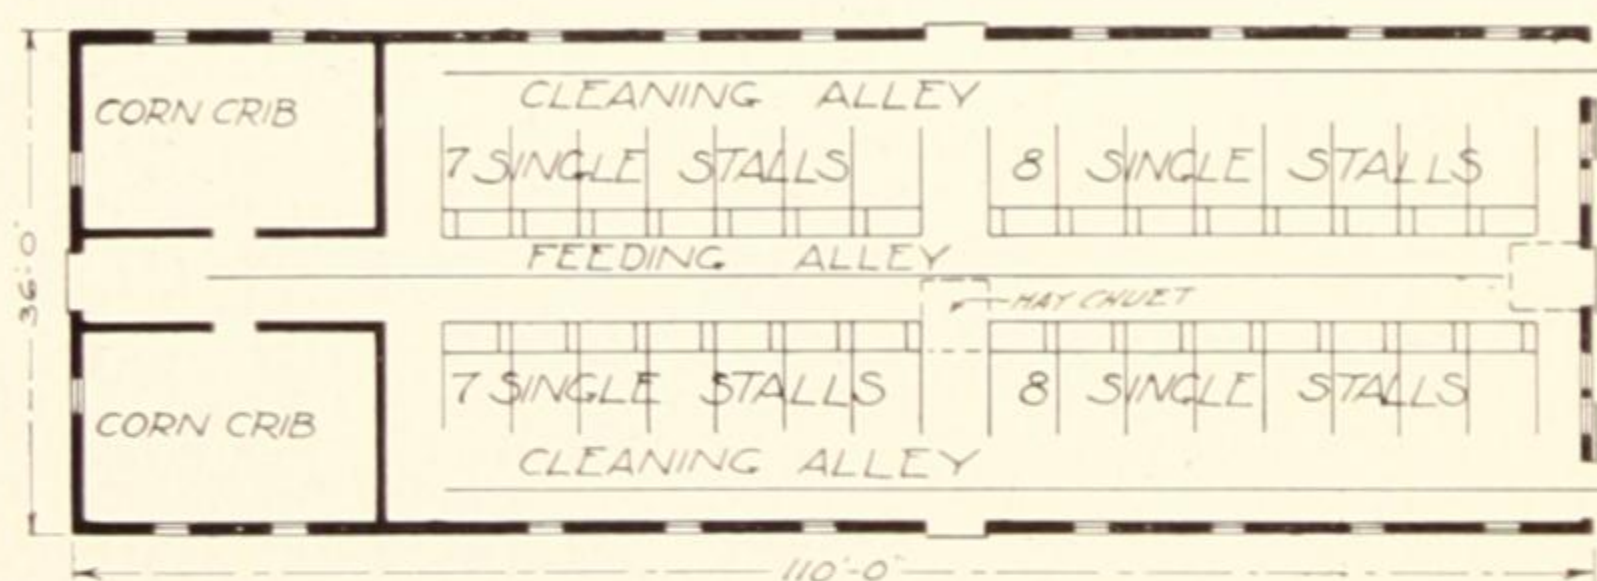 CLEANING ALLEY
CORN CRIB
7 SINGLE STALLS
8 SINGLE STALLS
FEEDING ALLEY
36'-0"
HAY CHUET
7 SINGLE STALLS
8 SINGLE STALLS
CORN CRIB
CLEANING ALLEY
110'-0"